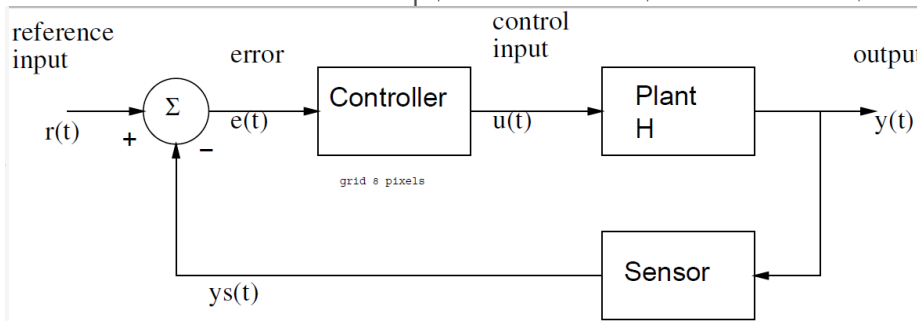 reference
input
error
control
input
output
Σ
Controller
Plant
H
r(t)
+
−
e(t)
u(t)
y(t)
grid 8 pixels
Sensor
ys(t)